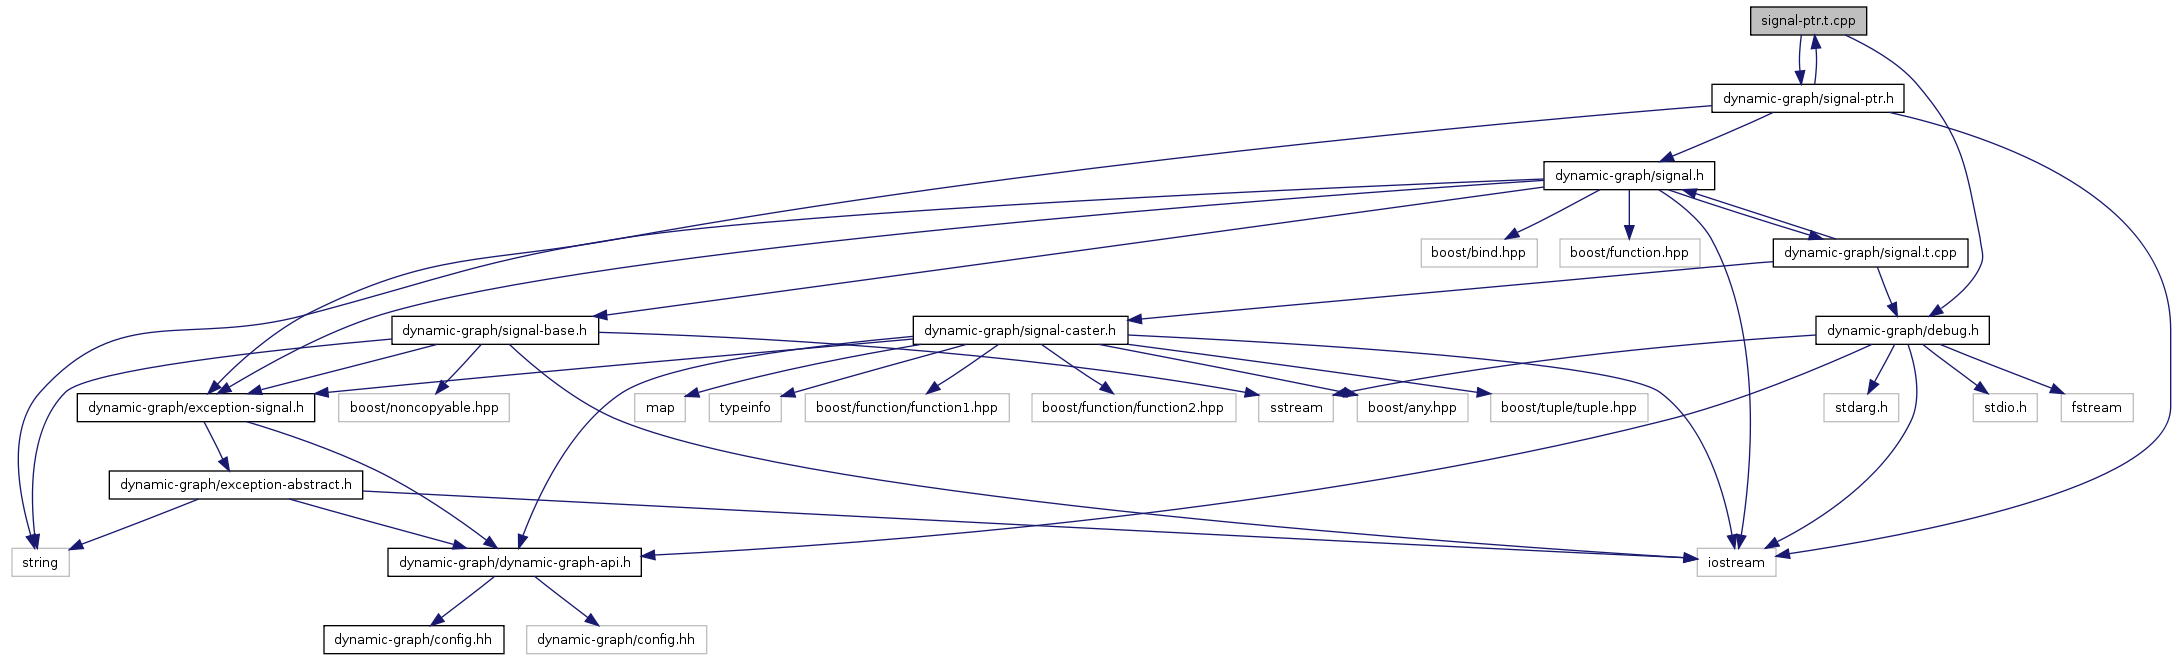 signal-ptr.t.cpp
dynamic-graph/signal-ptr.h
dynamic-graph/signal.h
boost/bind.hpp
boost/function.hpp
dynamic-graph/signal.t.cpp
dynamic-graph/signal-base.h
dynamic-graph/signal-caster.h
dynamic-graph/debug.h
dynamic-graph/exception-signal.h
boost/noncopyable.hpp
map
typeinfo
boost/function/function1.hpp
boost/function/function2.hpp
sstream
boost/any.hpp
boost/tuple/tuple.hpp
stdarg.h
stdio.h
fstream
dynamic-graph/exception-abstract.h
string
dynamic-graph/dynamic-graph-api.h
iostream
dynamic-graph/config.hh
dynamic-graph/config.hh